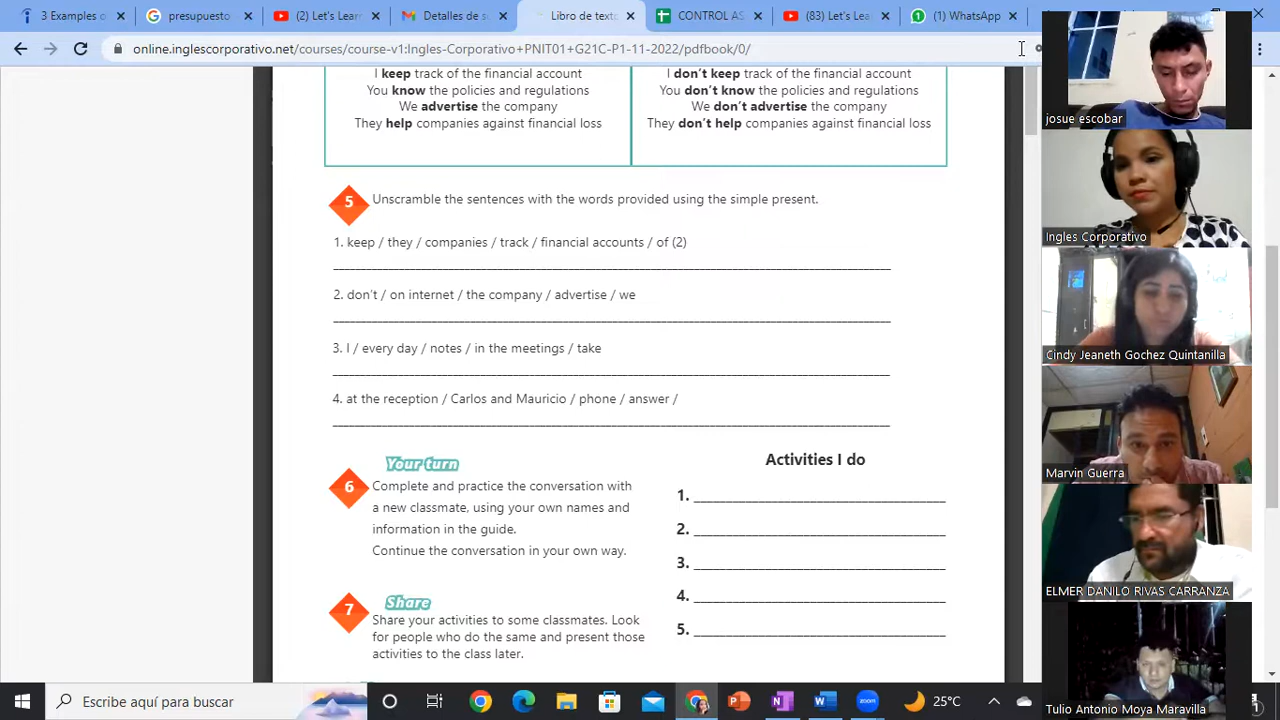 3 Examples o
presupuesto
(2) Let's Lear
Detalles de s
Libro de texto
CONTROL AS
(83) Let's Lea
(1) WhatsApp
online.inglescorporativo.net/courses/course-v1:Ingles-Corporativo+PNIT01+G21C-P1-11-2022/pdfbook/0/
I keep track of the financial account
You know the policies and regulations
We advertise the company
They help companies against financial loss
I don't keep track of the financial account
You don't know the policies and regulations
We don't advertise the company
They don't help companies against financial loss
5 Unscramble the sentences with the words provided using the simple present.
1. keep / they / companies / track / financial accounts / of (2)
2. don't / on internet / the company / advertise / we
3. I / every day / notes / in the meetings / take
4. at the reception / Carlos and Mauricio / phone / answer /
Your turn
6
Complete and practice the conversation with
a new classmate, using your own names and
information in the guide.
Continue the conversation in your own way.
Activities I do
1.
2.
3.
4.
5.
Share
7
Share your activities to some classmates. Look
for people who do the same and present those
activities to the class later.
josue escobar
Ingles Corporativo
Cindy Jeaneth Gochez Quintanilla
Marvin Guerra
ELMER DANILO RIVAS CARRANZA
Tulio Antonio Moya Maravilla
Escribe aquí para buscar
zoom
25°C